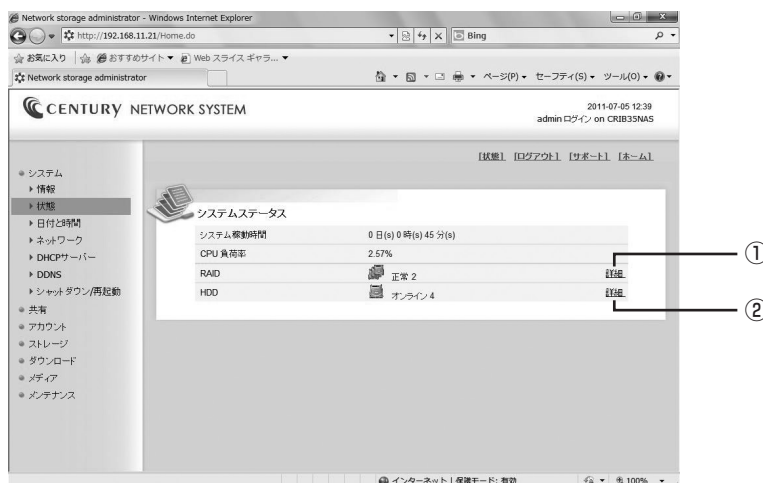 Network storage administrator - Windows Internet Explorer
http://192.168.11.21/Home.do
Bing
お気に入り おすすめサイト ▼ Web スライス ギャラ... ▼
Network storage administrator
ページ(P) ▼ セーフティ(S) ▼ ツール(O) ▼
CENTURY NETWORK SYSTEM
2011-07-05 12:39
admin ログイン on CRIB35NAS
[状態] [ログアウト] [サポート] [ホーム]
システム
情報
状態
日付と時間
ネットワーク
DHCPサーバー
DDNS
シャットダウン/再起動
共有
アカウント
ストレージ
ダウンロード
メディア
メンテナンス
システムステータス
システム稼動時間 0 日(s) 0 時(s) 45 分(s)
CPU 負荷率 2.57%
RAID 正常 2 詳細
HDD オンライン 4 詳細
①
②
インターネット | 保護モード: 有効
100%